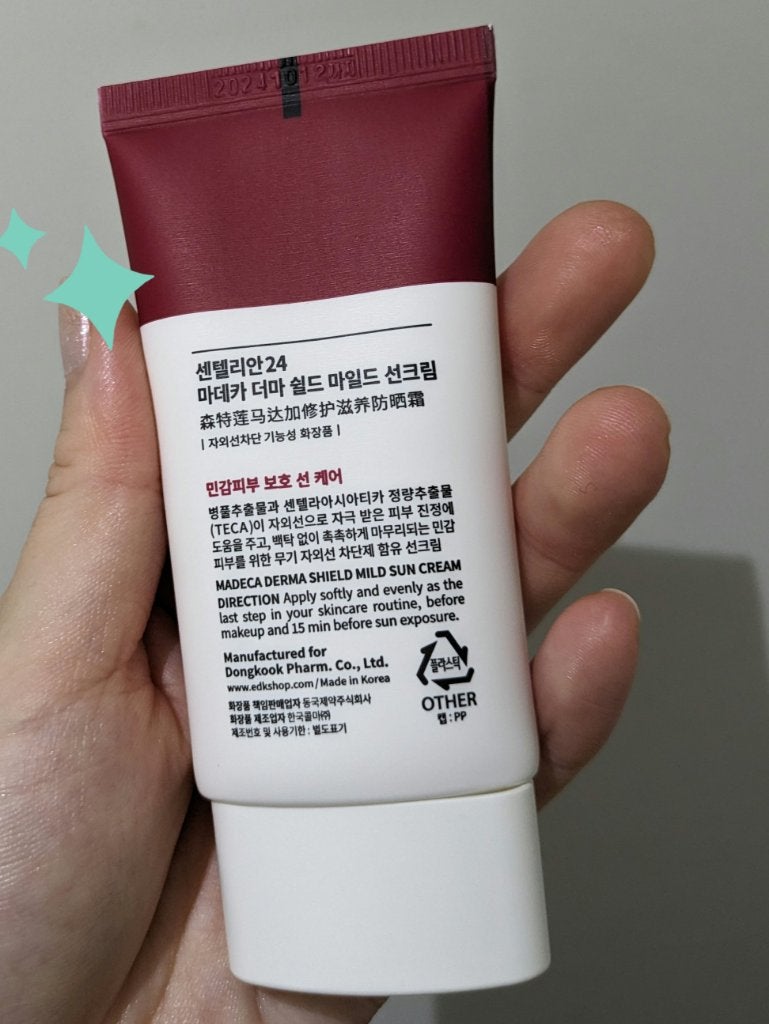 20241012까지
센텔리안24
마데카 더마 쉴드 마일드 선크림
森特莲马达加修护滋养防晒霜
| 자외선차단 기능성 화장품 |
민감피부 보호 선 케어
병풀추출물과 센텔라아시아티카 정량추출물
(TECA)이 자외선으로 자극 받은 피부 진정에
도움을 주고, 백탁 없이 촉촉하게 마무리되는 민감
피부를 위한 무기 자외선 차단제 함유 선크림
MADECA DERMA SHIELD MILD SUN CREAM
DIRECTION Apply softly and evenly as the
last step in your skincare routine, before
makeup and 15 min before sun exposure.
Manufactured for
Dongkook Pharm. Co., Ltd.
www.edkshop.com/Made in Korea
화장품 책임판매업자 동국제약주식회사
화장품 제조업자 한국콜마㈜
제조번호 및 사용기한 : 별도표기
플라스틱
OTHER
캡 : PP